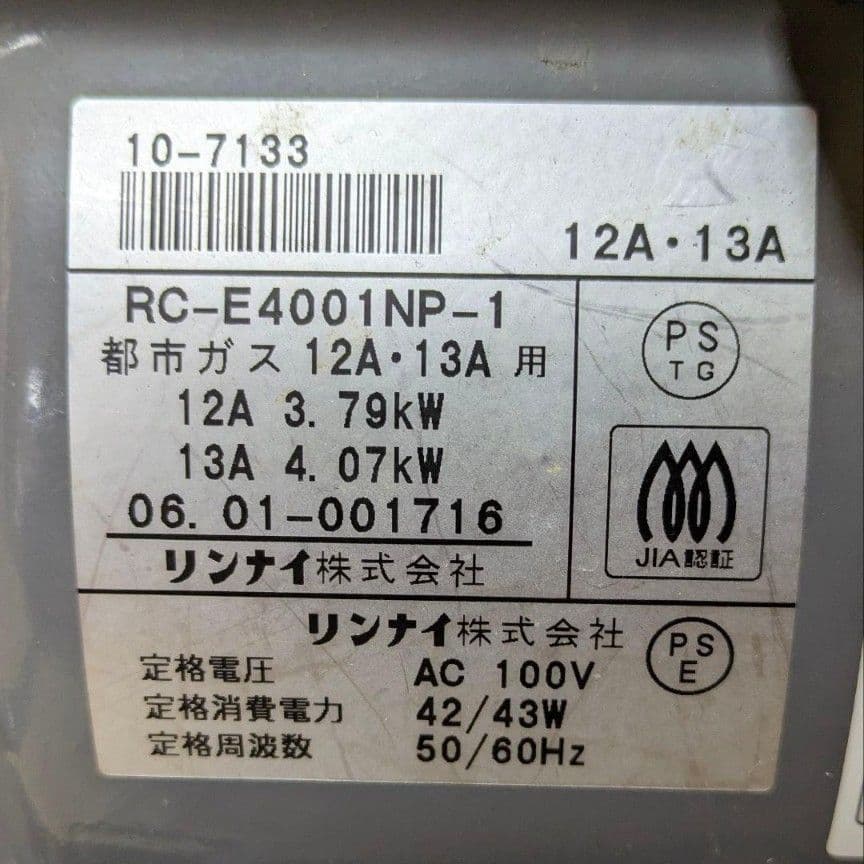 10-7133
12A・13A
RC-E4001NP-1
都市ガス 12A・13A 用
12A 3. 79kW
13A 4. 07kW
06. 01-001716
リンナイ株式会社
PS
TG
JIA認証
リンナイ株式会社
PS
E
定格電圧 AC 100V
定格消費電力 42/43W
定格周波数 50/60Hz